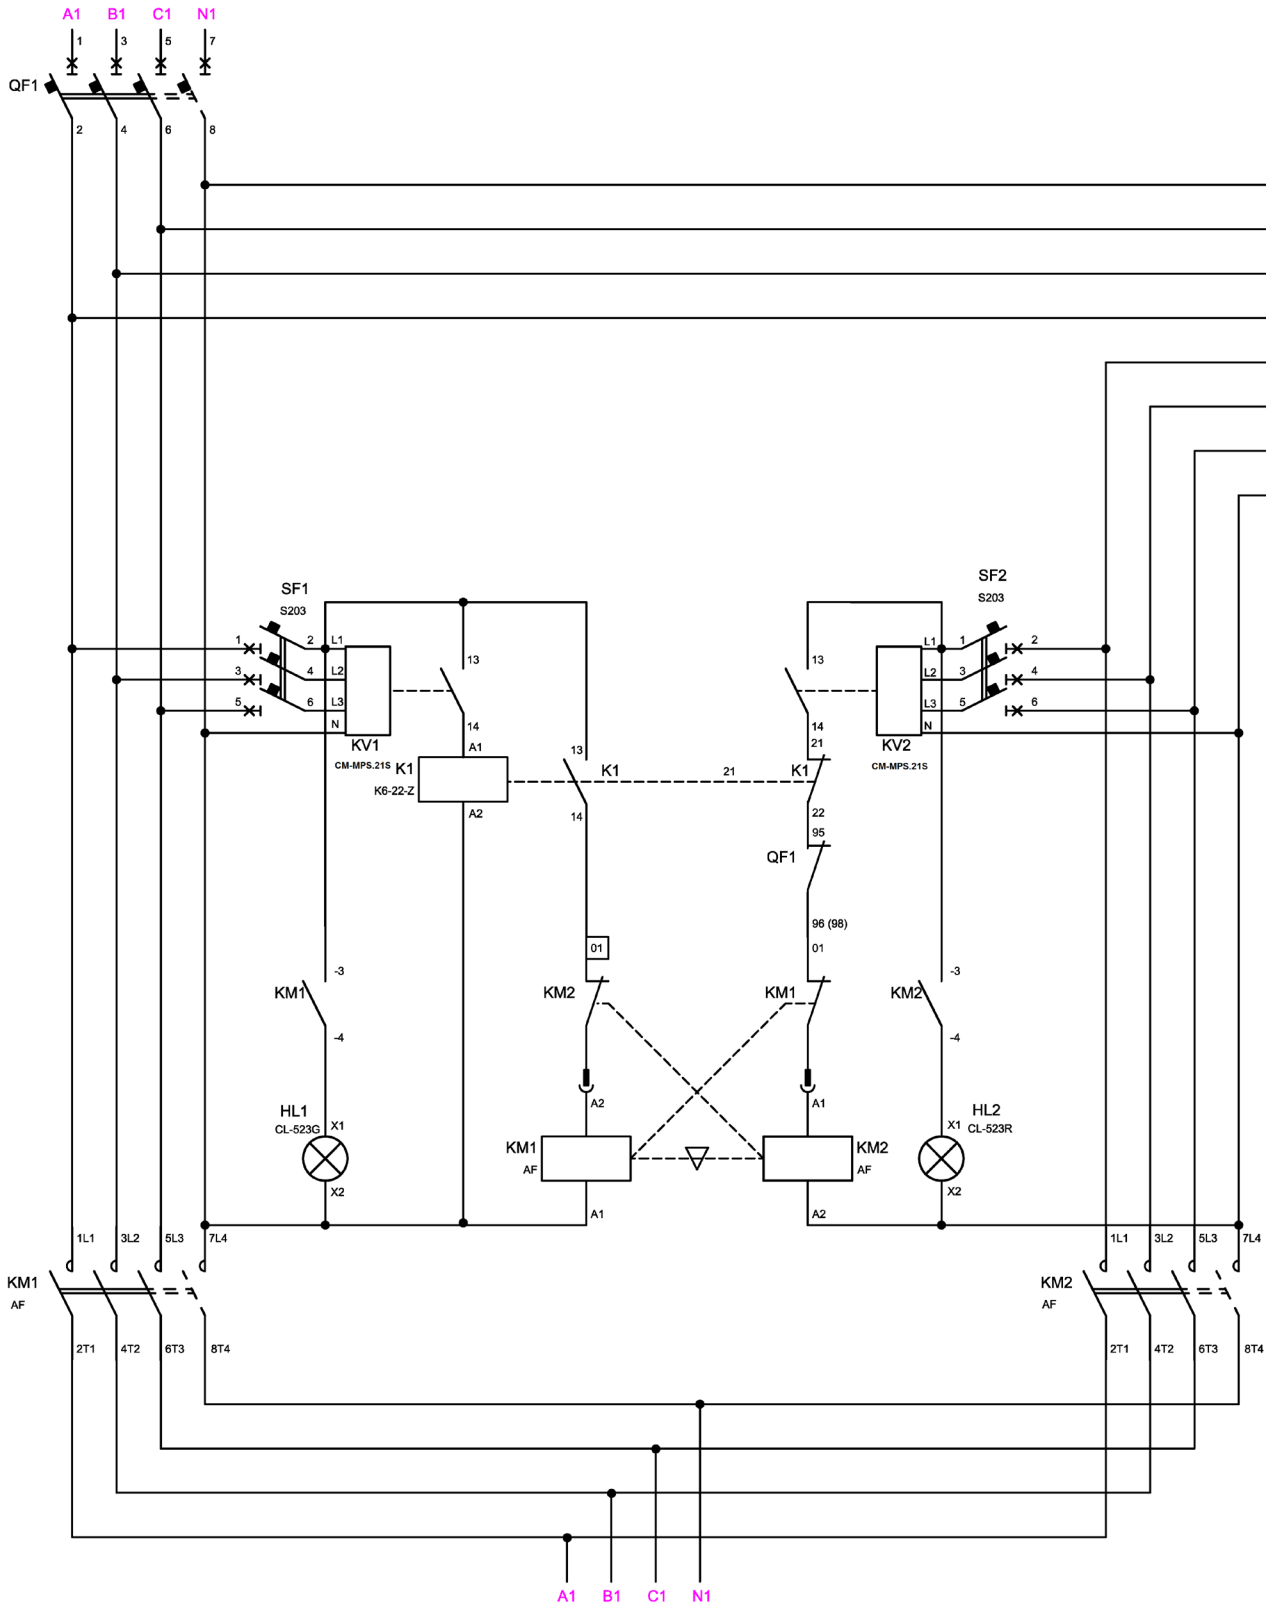 A1 B1 C1 N1
1 3 5 7
QF1
2 4 6 8
SF1 SF2
S203 S203
1 2 L1 13 13 L1 1 2
3 4 L2 L2 3 4
5 6 L3 L3 5 6
N 14 14 N
KV1 A1 13 21 KV2
CM-MPS.21S K1 K1 21 K1 CM-MPS.21S
K6-22-Z
A2 14 22
95
QF1
96 (98)
01 01
-3 -3
KM1 KM2 KM1 KM2
-4 -4
A2 A1
HL1 HL2
CL-523G X1 X1 CL-523R
KM1 KM2
AF AF
X2 X2
A1 A2
1L1 3L2 5L3 7L4 1L1 3L2 5L3 7L4
KM1 KM2
AF AF
2T1 4T2 6T3 8T4 2T1 4T2 6T3 8T4
A1 B1 C1 N1